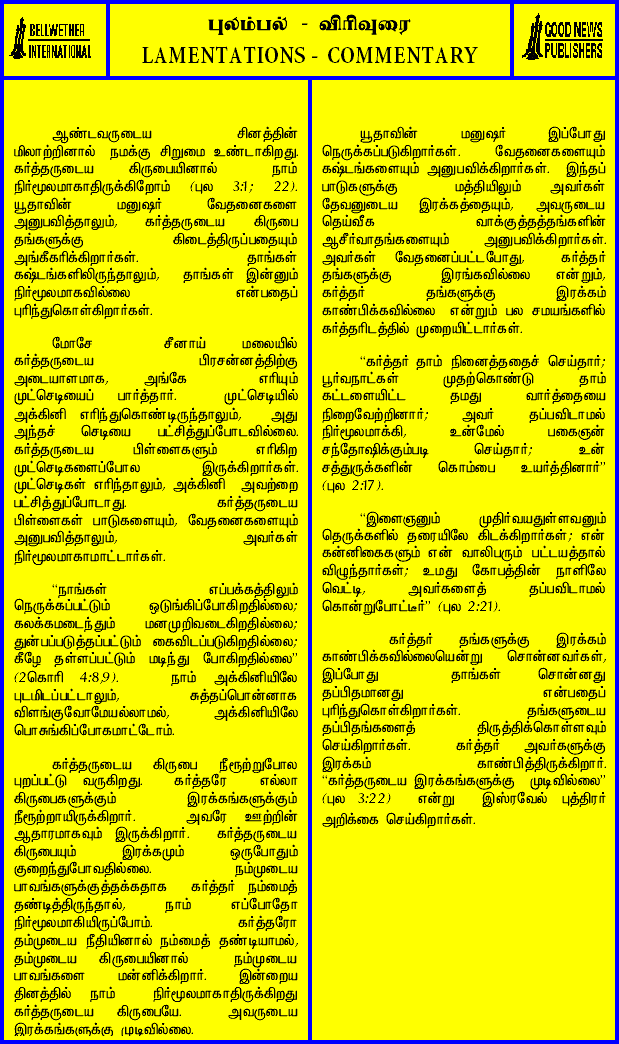 BELLWETHER
INTERNATIONAL
புலம்பல் - விரிவுரை
LAMENTATIONS - COMMENTARY
GOOD NEWS
PUBLISHERS
ஆண்டவருடைய சினத்தின்
மிலாற்றினால் நமக்கு சிறுமை உண்டாகிறது.
கர்த்தருடைய கிருபையினால் நாம்
நிர்மூலமாகாதிருக்கிறோம் (புல 3:1; 22).
யூதாவின் மனுஷர் வேதனைகளை
அனுபவித்தாலும், கர்த்தருடைய கிருபை
தங்களுக்கு கிடைத்திருப்பதையும்
அங்கீகரிக்கிறார்கள். தாங்கள்
கஷ்டங்களிலிருந்தாலும், தாங்கள் இன்னும்
நிர்மூலமாகவில்லை என்பதைப்
புரிந்துகொள்கிறார்கள்.
மோசே சீனாய் மலையில்
கர்த்தருடைய பிரசன்னத்திற்கு
அடையாளமாக, அங்கே எரியும்
முட்செடியைப் பார்த்தார். முட்செடியில்
அக்கினி எரிந்துகொண்டிருந்தாலும், அது
அந்தச் செடியை பட்சித்துப்போடவில்லை.
கர்த்தருடைய பிள்ளைகளும் எரிகிற
முட்செடிகளைப்போல இருக்கிறார்கள்.
முட்செடிகள் எரிந்தாலும், அக்கினி அவற்றை
பட்சித்துப்போடாது. கர்த்தருடைய
பிள்ளைகள் பாடுகளையும், வேதனைகளையும்
அனுபவித்தாலும், அவர்கள்
நிர்மூலமாகாமாட்டார்கள்.
“நாங்கள் எப்பக்கத்திலும்
நெருக்கப்பட்டும் ஒடுங்கிப்போகிறதில்லை;
கலக்கமடைந்தும் மனமுறிவடைகிறதில்லை;
துன்பப்படுத்தப்பட்டும் கைவிடப்படுகிறதில்லை;
கீழே தள்ளப்பட்டும் மடிந்து போகிறதில்லை”
(2கொரி 4:8,9). நாம் அக்கினியிலே
புடமிடப்பட்டாலும், சுத்தப்பொன்னாக
விளங்குவோமேயல்லாமல், அக்கினியிலே
பொசுங்கிப்போகமாட்டோம்.
கர்த்தருடைய கிருபை நீரூற்றுபோல
புறப்பட்டு வருகிறது. கர்த்தரே எல்லா
கிருபைகளுக்கும் இரக்கங்களுக்கும்
நீரூற்றாயிருக்கிறார். அவரே ஊற்றின்
ஆதாரமாகவும் இருக்கிறார். கர்த்தருடைய
கிருபையும் இரக்கமும் ஒருபோதும்
குறைந்துபோவதில்லை. நம்முடைய
பாவங்களுக்குத்தக்கதாக கர்த்தர் நம்மைத்
தண்டித்திருந்தால், நாம் எப்போதோ
நிர்மூலமாகியிருப்போம். கர்த்தரோ
தம்முடைய நீதியினால் நம்மைத் தண்டியாமல்,
தம்முடைய கிருபையினால் நம்முடைய
பாவங்களை மன்னிக்கிறார். இன்றைய
தினத்தில் நாம் நிர்மூலமாகாதிருக்கிறது
கர்த்தருடைய கிருபையே. அவருடைய
இரக்கங்களுக்கு முடிவில்லை.
யூதாவின் மனுஷர் இப்போது
நெருக்கப்படுகிறார்கள். வேதனைகளையும்
கஷ்டங்களையும் அனுபவிக்கிறார்கள். இந்தப்
பாடுகளுக்கு மத்தியிலும் அவர்கள்
தேவனுடைய இரக்கத்தையும், அவருடைய
தெய்வீக வாக்குத்தத்தங்களின்
ஆசீர்வாதங்களையும் அனுபவிக்கிறார்கள்.
அவர்கள் வேதனைப்பட்டபோது, கர்த்தர்
தங்களுக்கு இரங்கவில்லை என்றும்,
கர்த்தர் தங்களுக்கு இரக்கம்
காண்பிக்கவில்லை என்றும் பல சமயங்களில்
கர்த்தரிடத்தில் முறையிட்டார்கள்.
“கர்த்தர் தாம் நினைத்ததைச் செய்தார்;
பூர்வநாட்கள் முதற்கொண்டு தாம்
கட்டளையிட்ட தமது வார்த்தையை
நிறைவேற்றினார்; அவர் தப்பவிடாமல்
நிர்மூலமாக்கி, உன்மேல் பகைஞன்
சந்தோஷிக்கும்படி செய்தார்; உன்
சத்துருக்களின் கொம்பை உயர்த்தினார்”
(புல 2:17).
“இளைஞனும் முதிர்வயதுள்ளவனும்
தெருக்களில் தரையிலே கிடக்கிறார்கள்; என்
கன்னிகைகளும் என் வாலிபரும் பட்டயத்தால்
விழுந்தார்கள்; உமது கோபத்தின் நாளிலே
வெட்டி, அவர்களைத் தப்பவிடாமல்
கொன்றுபோட்டீர்” (புல 2:21).
கர்த்தர் தங்களுக்கு இரக்கம்
காண்பிக்கவில்லையென்று சொன்னவர்கள்,
இப்போது தாங்கள் சொன்னது
தப்பிதமானது என்பதைப்
புரிந்துகொள்கிறார்கள். தங்களுடைய
தப்பிதங்களைத் திருத்திக்கொள்ளவும்
செய்கிறார்கள். கர்த்தர் அவர்களுக்கு
இரக்கம் காண்பித்திருக்கிறார்.
“கர்த்தருடைய இரக்கங்களுக்கு முடிவில்லை”
(புல 3:22) என்று இஸ்ரவேல் புத்திரர்
அறிக்கை செய்கிறார்கள்.